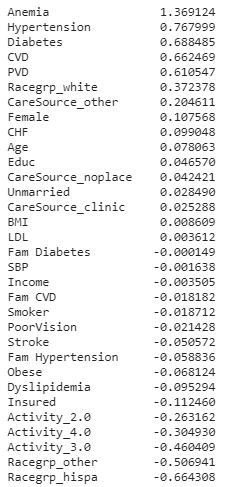 Anemia 1.369124
Hypertension 0.767999
Diabetes 0.688485
CVD 0.662469
PVD 0.610547
Racegrp_white 0.372378
CareSource_other 0.204611
Female 0.107568
CHF 0.099048
Age 0.078063
Educ 0.046570
CareSource_noplace 0.042421
Unmarried 0.028490
CareSource_clinic 0.025288
BMI 0.008609
LDL 0.003612
Fam Diabetes -0.000149
SBP -0.001638
Income -0.003505
Fam CVD -0.018182
Smoker -0.018712
PoorVision -0.021428
Stroke -0.050572
Fam Hypertension -0.058836
Obese -0.068124
Dyslipidemia -0.095294
Insured -0.112460
Activity_2.0 -0.263162
Activity_4.0 -0.304930
Activity_3.0 -0.460409
Racegrp_other -0.506941
Racegrp_hispa -0.664308